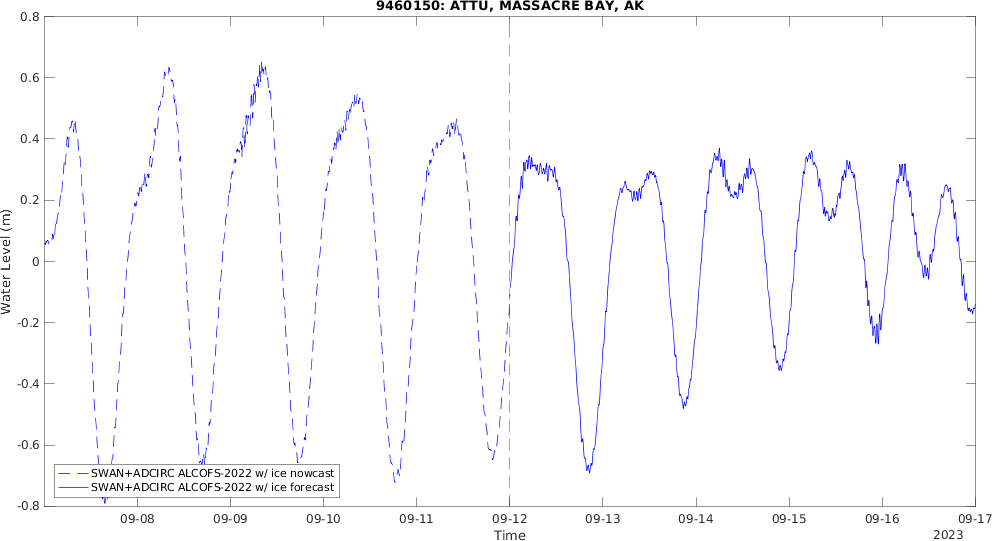 9460150: ATTU, MASSACRE BAY, AK
Water Level (m)
0.8
0.6
0.4
0.2
0
-0.2
-0.4
-0.6
-0.8
SWAN+ADCIRC ALCOFS-2022 w/ ice nowcast
SWAN+ADCIRC ALCOFS-2022 w/ ice forecast
09-08 09-09 09-10 09-11 09-12 09-13 09-14 09-15 09-16 09-17
Time
2023